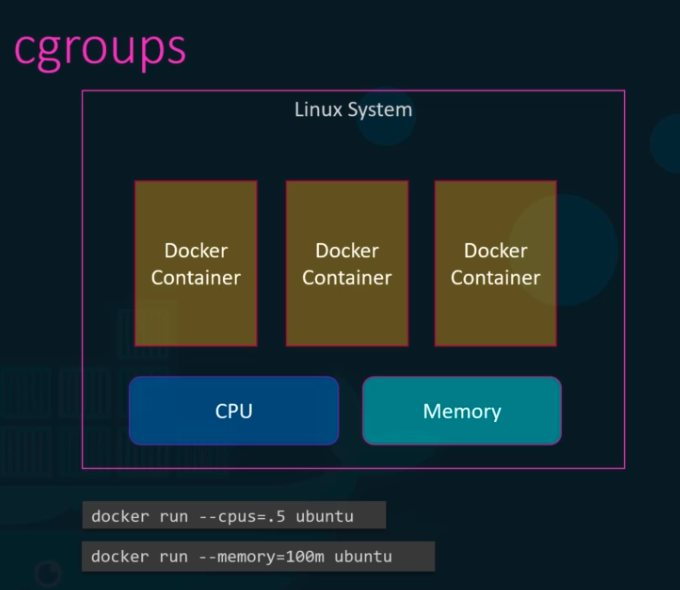 cgroups
Linux System
Docker
Container
Docker
Container
Docker
Container
CPU
Memory
docker run --cpus=.5 ubuntu
docker run --memory=100m ubuntu